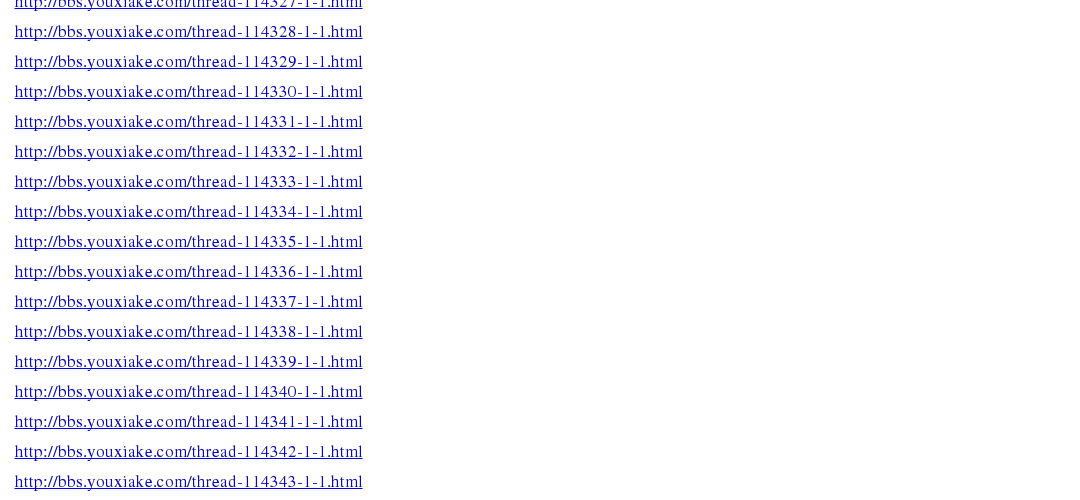 http://bbs.youxiake.com/thread-114327-1-1.html
http://bbs.youxiake.com/thread-114328-1-1.html
http://bbs.youxiake.com/thread-114329-1-1.html
http://bbs.youxiake.com/thread-114330-1-1.html
http://bbs.youxiake.com/thread-114331-1-1.html
http://bbs.youxiake.com/thread-114332-1-1.html
http://bbs.youxiake.com/thread-114333-1-1.html
http://bbs.youxiake.com/thread-114334-1-1.html
http://bbs.youxiake.com/thread-114335-1-1.html
http://bbs.youxiake.com/thread-114336-1-1.html
http://bbs.youxiake.com/thread-114337-1-1.html
http://bbs.youxiake.com/thread-114338-1-1.html
http://bbs.youxiake.com/thread-114339-1-1.html
http://bbs.youxiake.com/thread-114340-1-1.html
http://bbs.youxiake.com/thread-114341-1-1.html
http://bbs.youxiake.com/thread-114342-1-1.html
http://bbs.youxiake.com/thread-114343-1-1.html